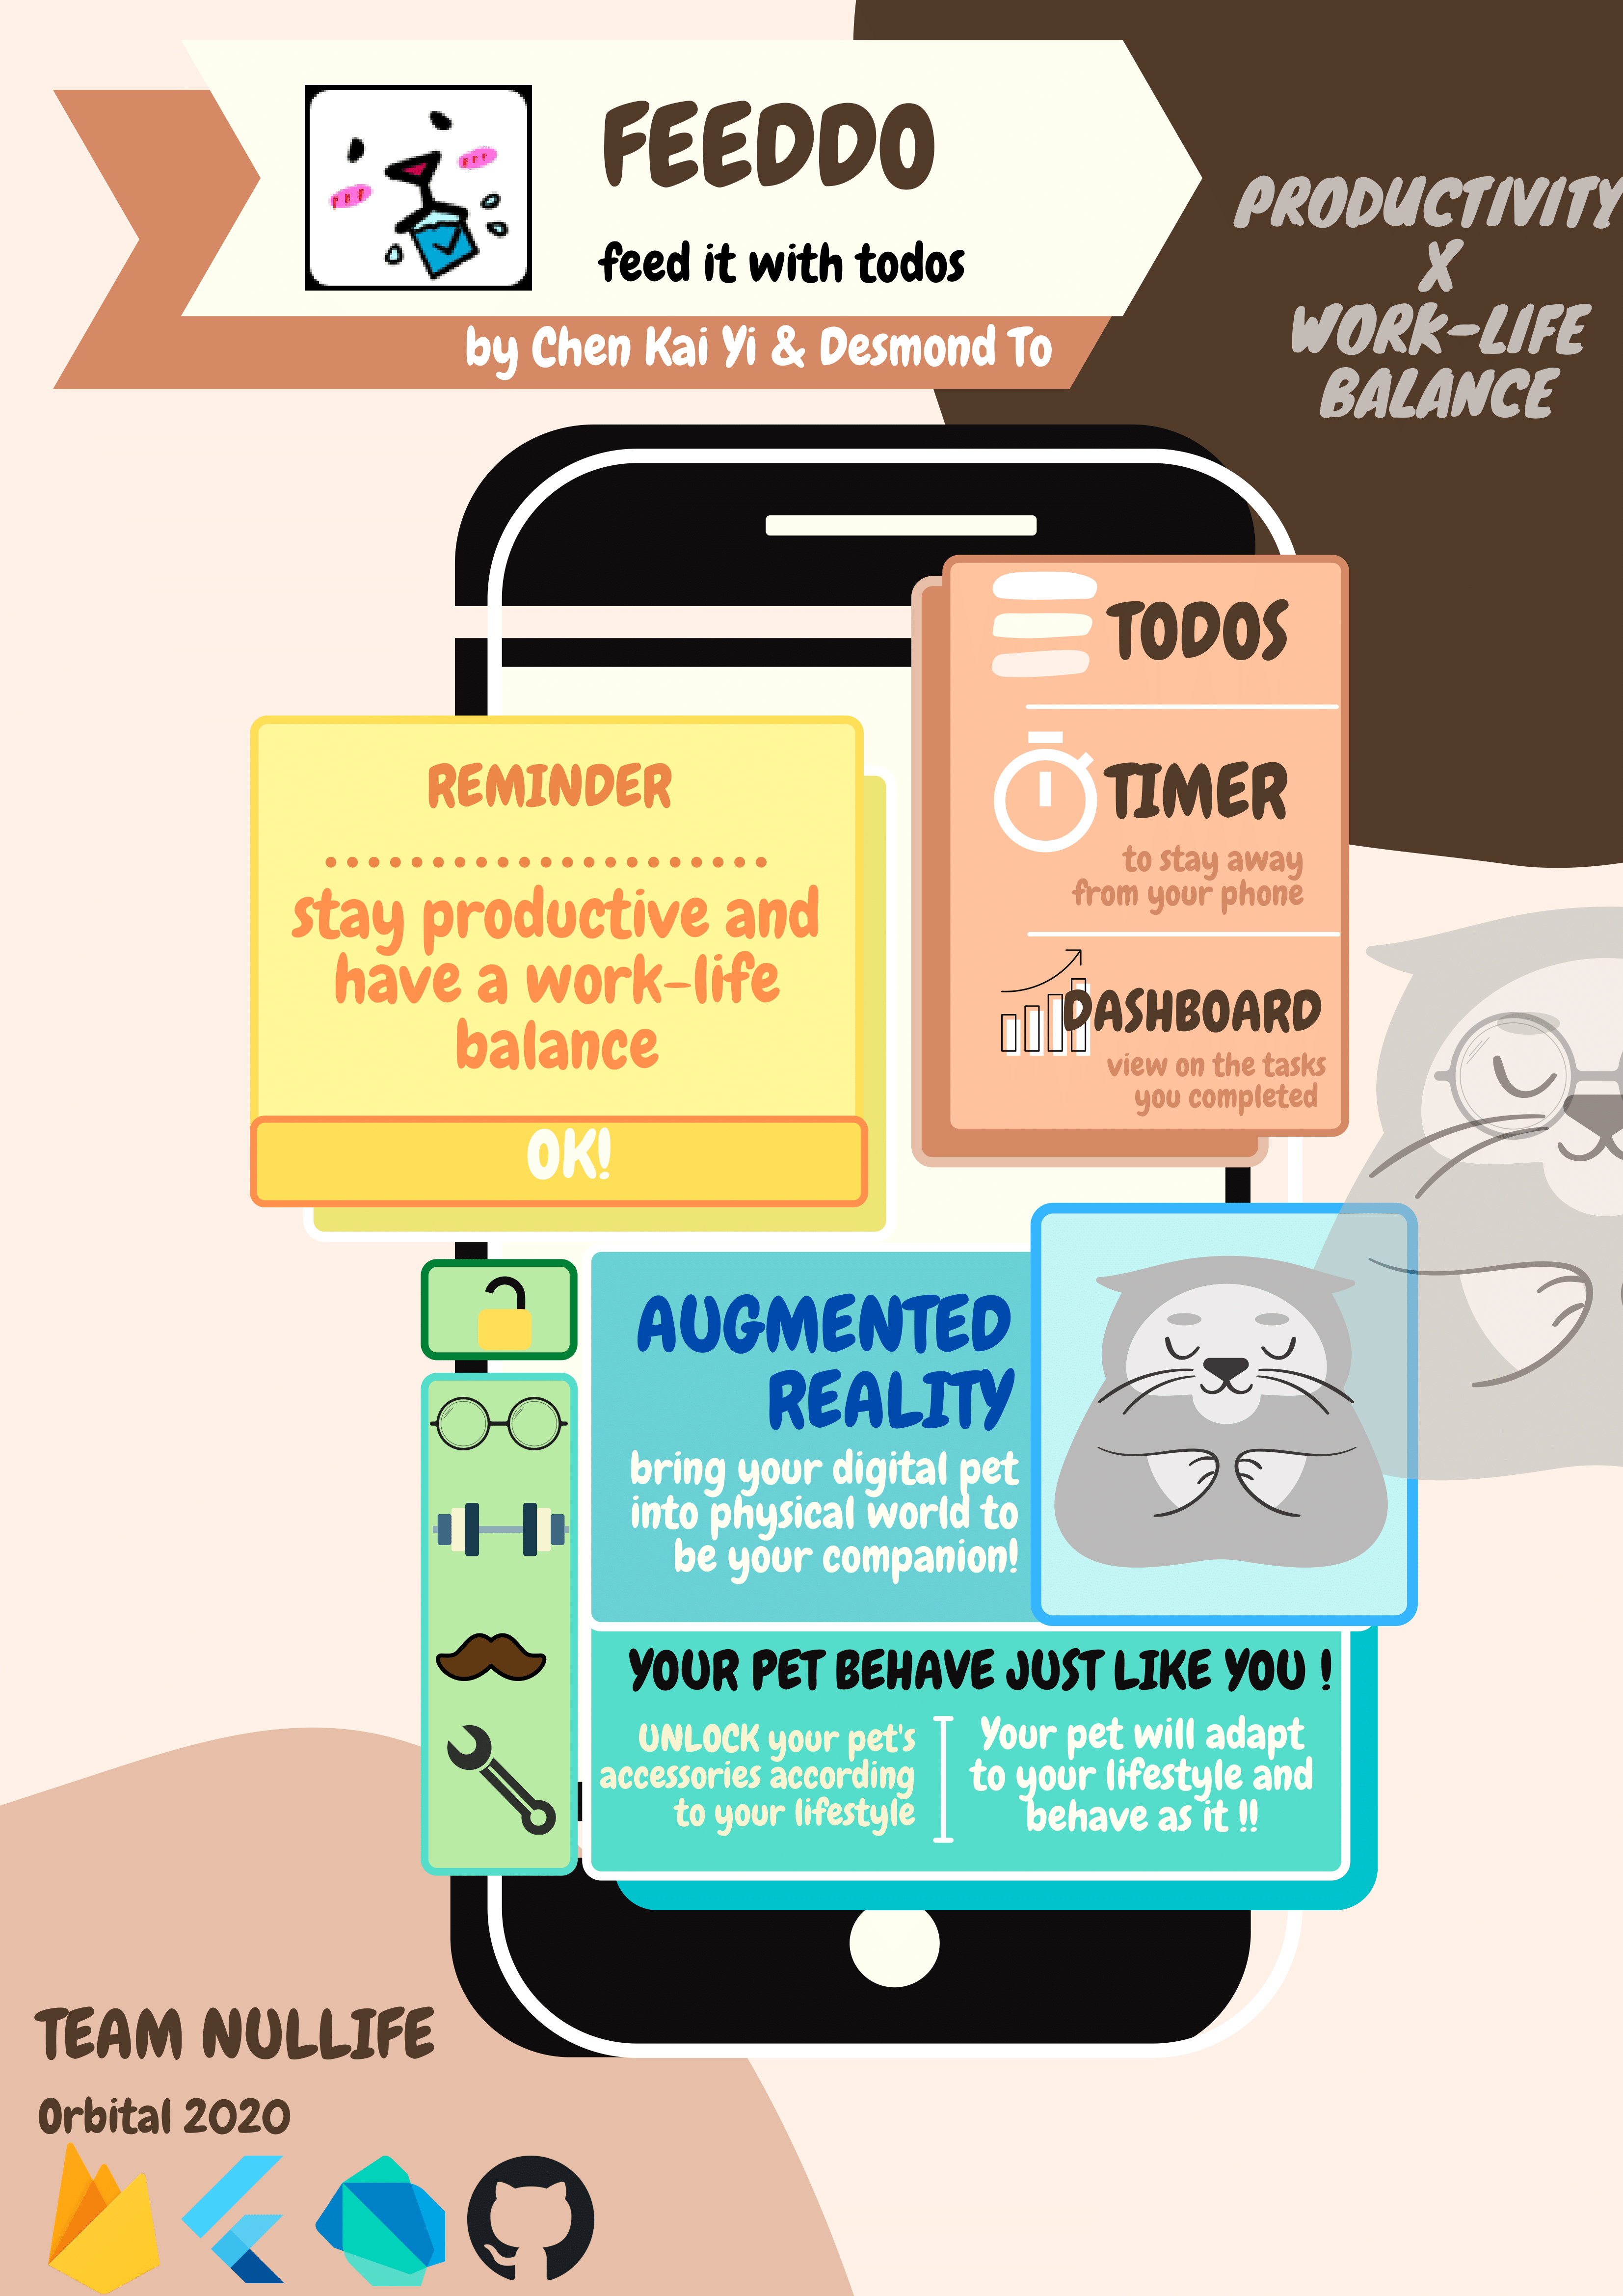 FEEDDO
feed it with todos
by Chen Kai Yi & Desmond To
PRODUCTIVITY
X
WORK-LIFE
BALANCE
TODOS
TIMER
to stay away
from your phone
DASHBOARD
view on the tasks
you completed
REMINDER
stay productive and
have a work-life
balance
OK!
AUGMENTED
REALITY
bring your digital pet
into physical world to
be your companion!
YOUR PET BEHAVE JUST LIKE YOU !
UNLOCK your pet's
accessories according
to your lifestyle
Your pet will adapt
to your lifestyle and
behave as it !!
TEAM NULLIFE
Orbital 2020